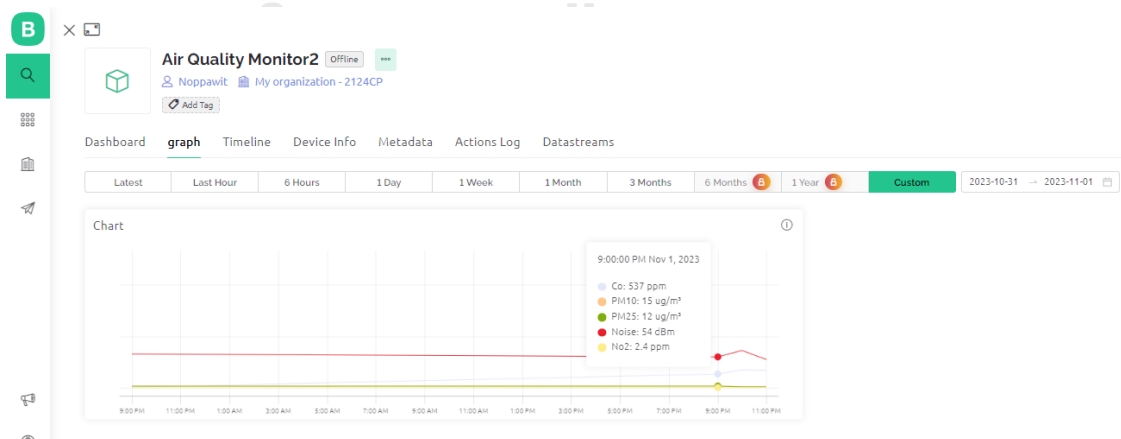 B
Air Quality Monitor2 Offline
Noppawit My organization - 2124CP
Add Tag
Dashboard graph Timeline Device Info Metadata Actions Log Datastreams
Latest Last Hour 6 Hours 1 Day 1 Week 1 Month 3 Months 6 Months 1 Year Custom 2023-10-31 → 2023-11-01
Chart
9:00:00 PM Nov 1, 2023
Co: 537 ppm
PM10: 15 ug/m³
PM25: 12 ug/m³
Noise: 54 dBm
No2: 2.4 ppm
9:00 PM 11:00 PM 1:00 AM 3:00 AM 5:00 AM 7:00 AM 9:00 AM 11:00 AM 1:00 PM 3:00 PM 5:00 PM 7:00 PM 9:00 PM 11:00 PM